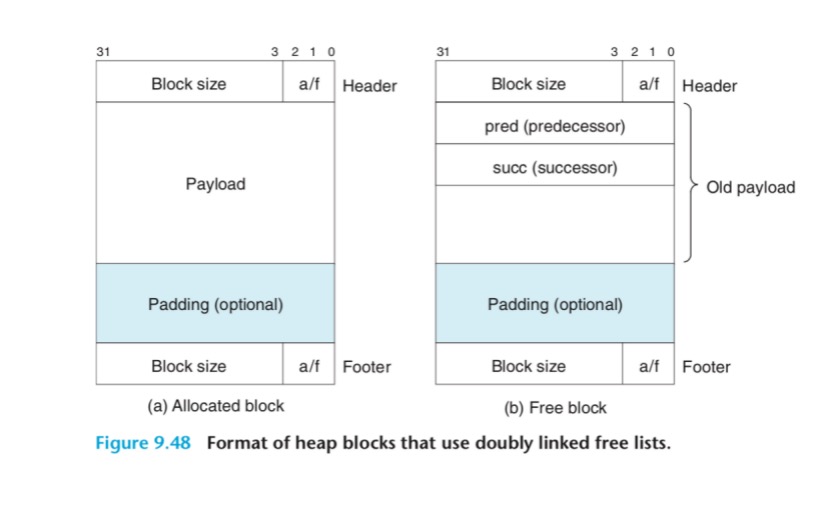 31 3 2 1 0
Block size a/f Header
Payload
Padding (optional)
Block size a/f Footer
(a) Allocated block
31 3 2 1 0
Block size a/f Header
pred (predecessor)
succ (successor)
Old payload
Padding (optional)
Block size a/f Footer
(b) Free block
Figure 9.48 Format of heap blocks that use doubly linked free lists.